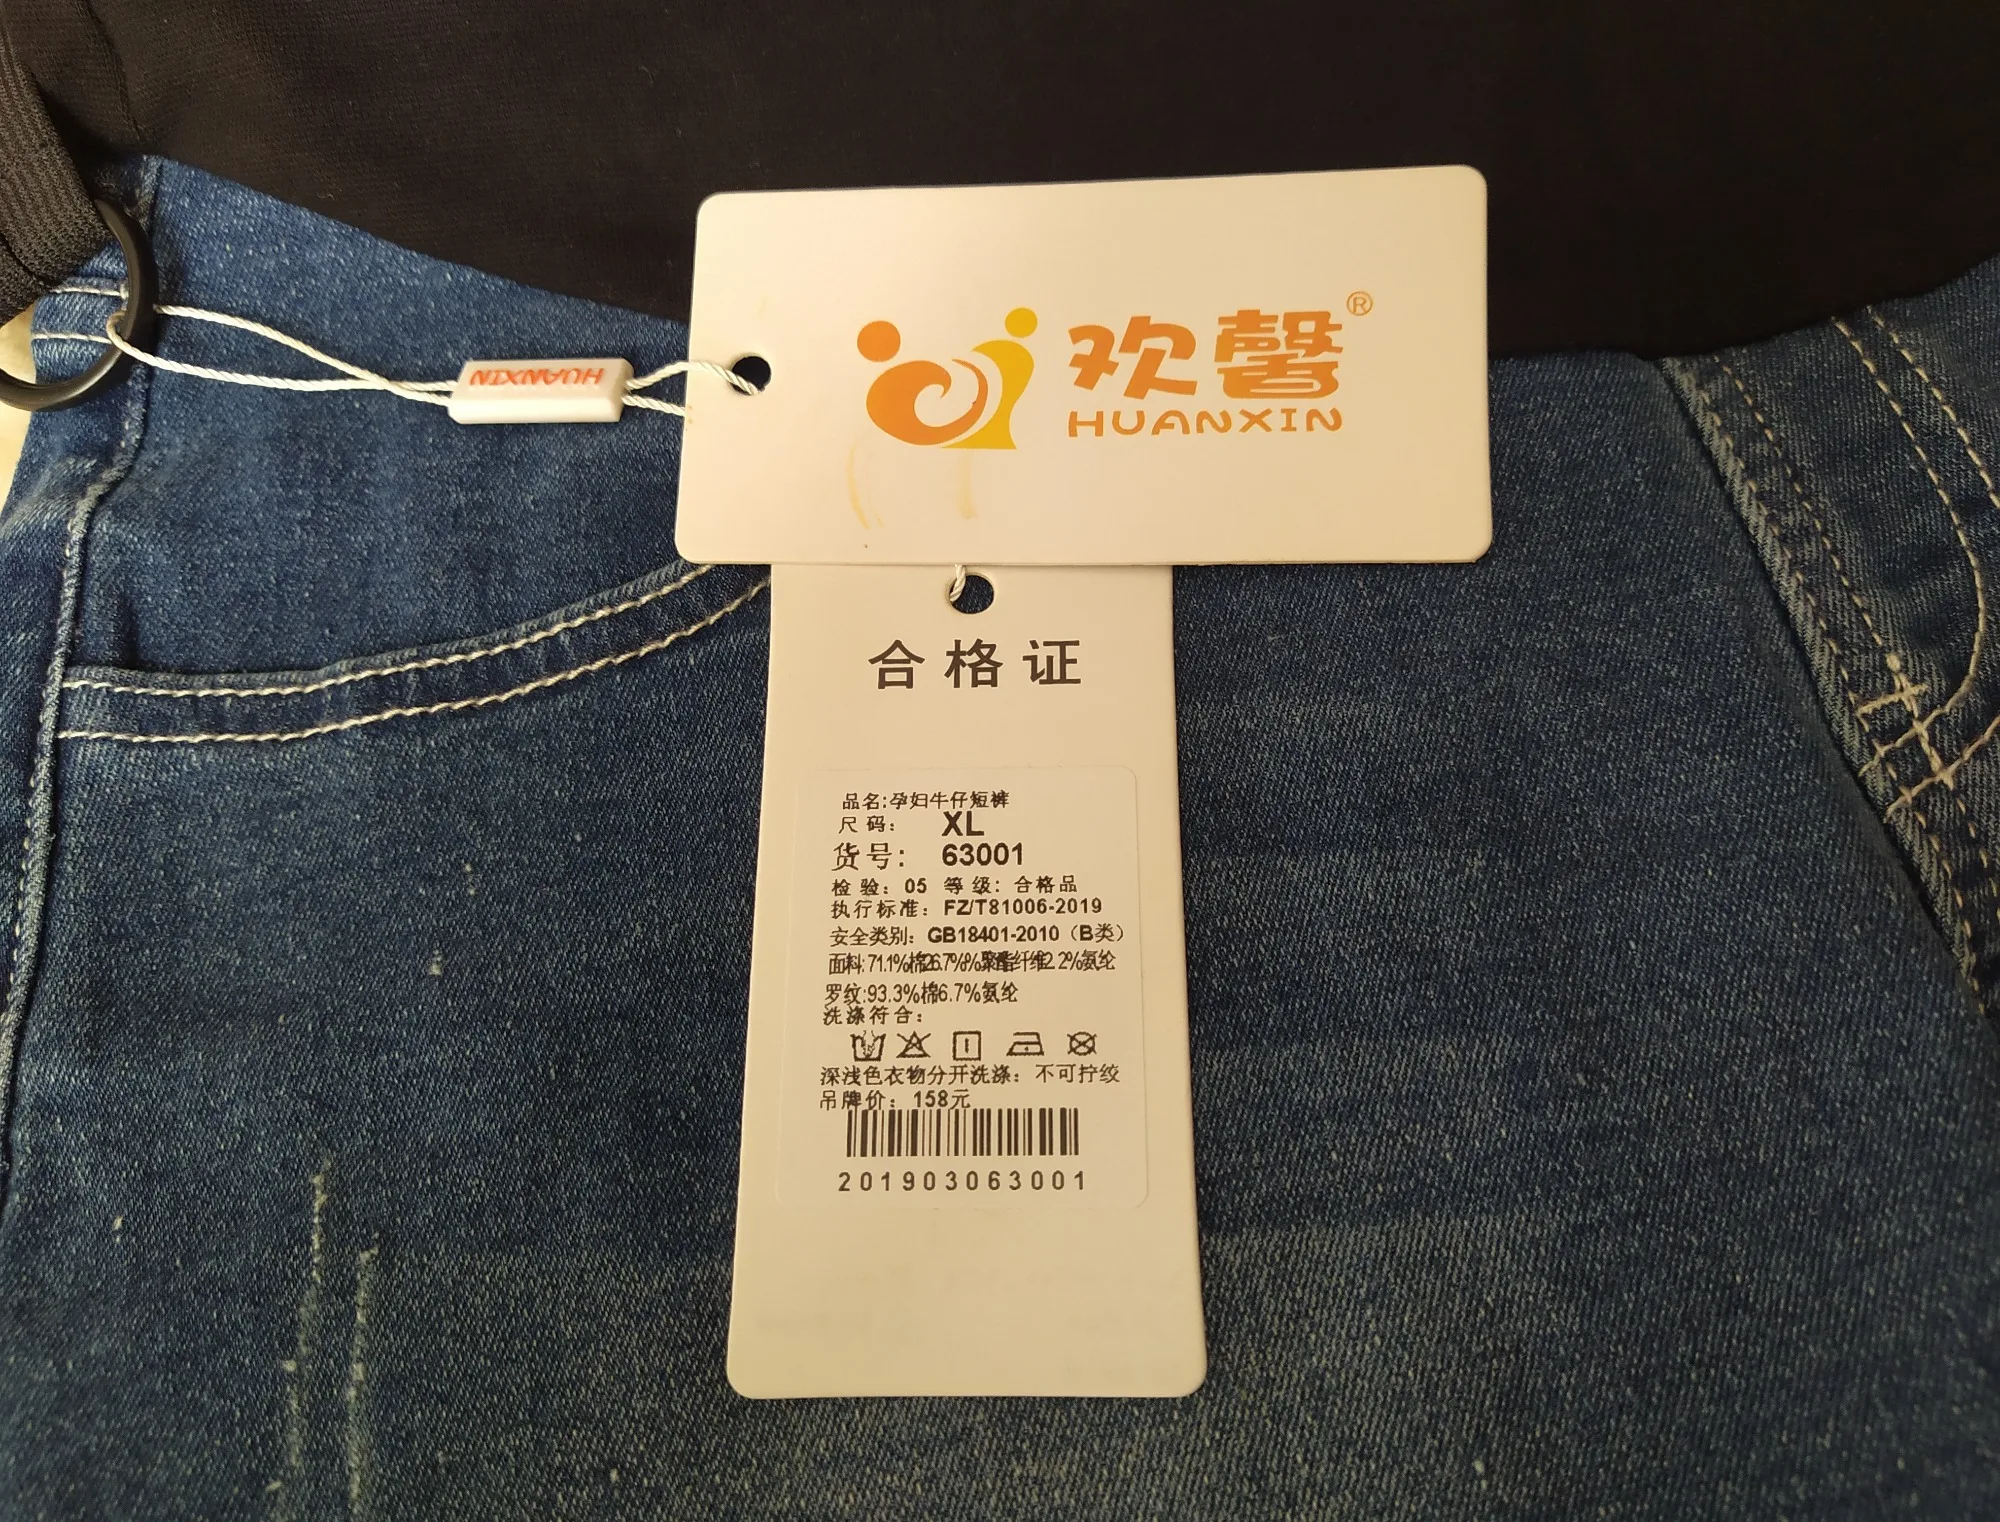 欢馨®
HUANXIN
HUANXIN
合格证
品名:孕妇牛仔短裤
尺码: XL
货号: 63001
检验: 05 等级: 合格品
执行标准: FZ/T81006-2019
安全类别: GB18401-2010（B类）
面料:71.1%棉26.7%%聚酯纤维2.2%氨纶
罗纹:93.3%棉6.7%氨纶
洗涤符合:
深浅色衣物分开洗涤: 不可拧绞
吊牌价: 158元
201903063001